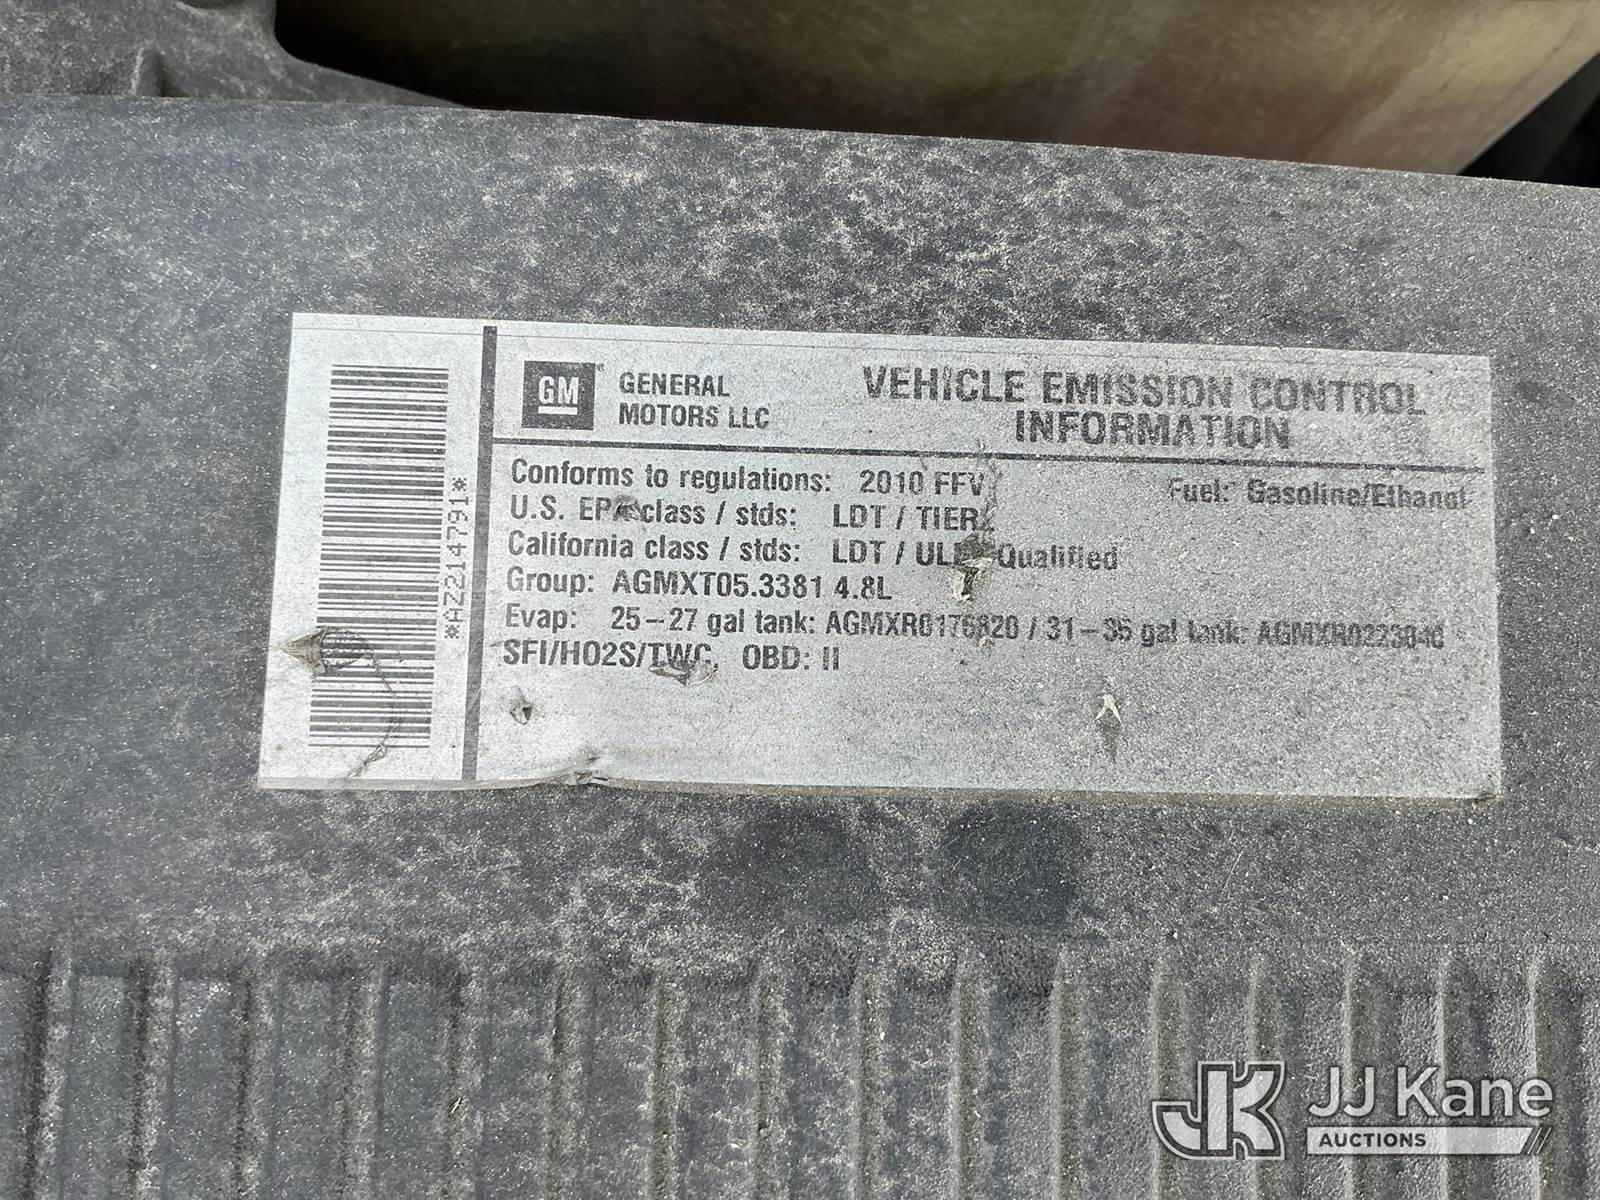 GM
GENERAL
MOTORS LLC
VEHICLE EMISSION CONTROL
INFORMATION
Conforms to regulations: 2010 FFV
Fuel: Gasoline/Ethanol
U.S. EPA class / stds: LDT / TIER2
California class / stds: LDT / Qualified
Group: AGMXT05.3381 4.8L
Evap: 25-27 gal tank: AGMXR0176820 / 31-36 gal tank:
SFI/HO2S/TWC, OBD: II
*AZ214791*
JK
JJ Kane
AUCTIONS